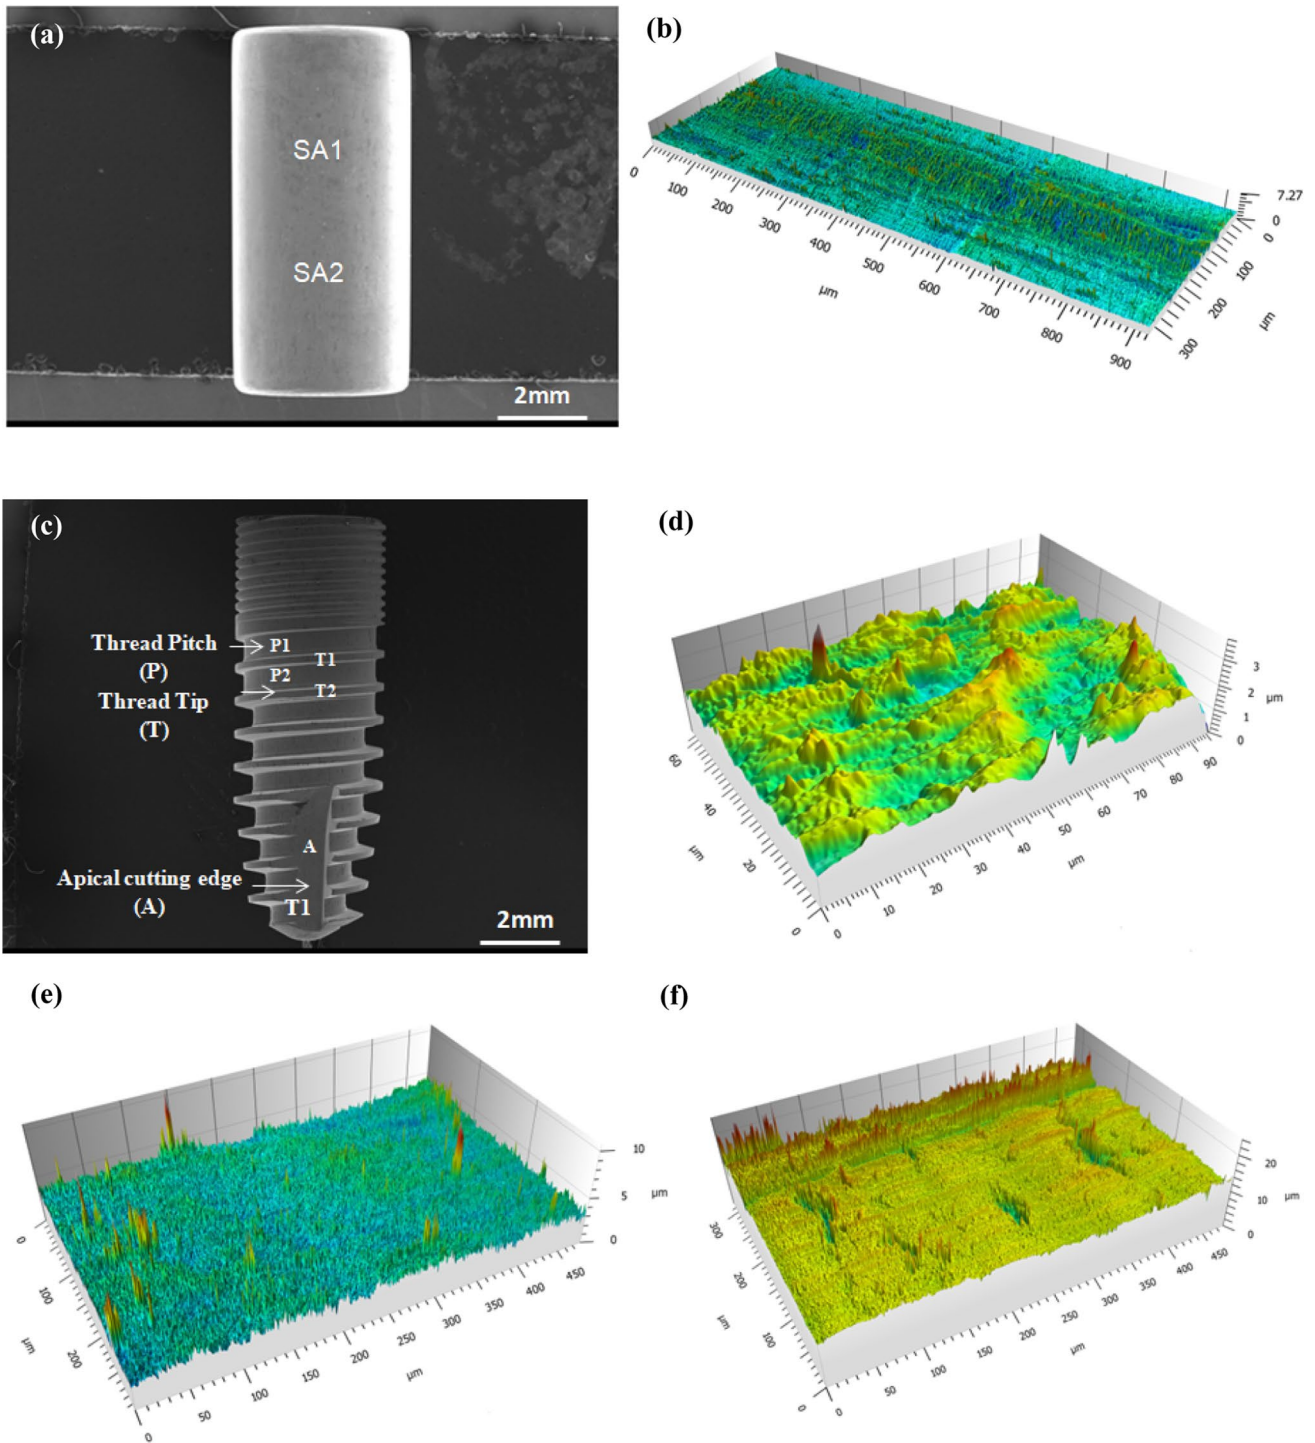 (a)
SA1
SA2
2mm
(b)
0
100
200
300
400
500
600
700
800
900
µm
7.27
0
0
100
200
300
µm
(c)
Thread Pitch
(P)
Thread Tip
(T)
P1
T1
P2
T2
A
Apical cutting edge
(A)
T1
2mm
(d)
60
40
20
0
µm
0
10
20
30
40
50
60
70
80
90
µm
3
2
1
0
µm
(e)
0
100
200
µm
0
50
100
150
200
250
300
350
400
450
µm
10
5
0
µm
(f)
300
200
100
0
µm
0
50
100
150
200
250
300
350
400
450
µm
20
10
0
µm